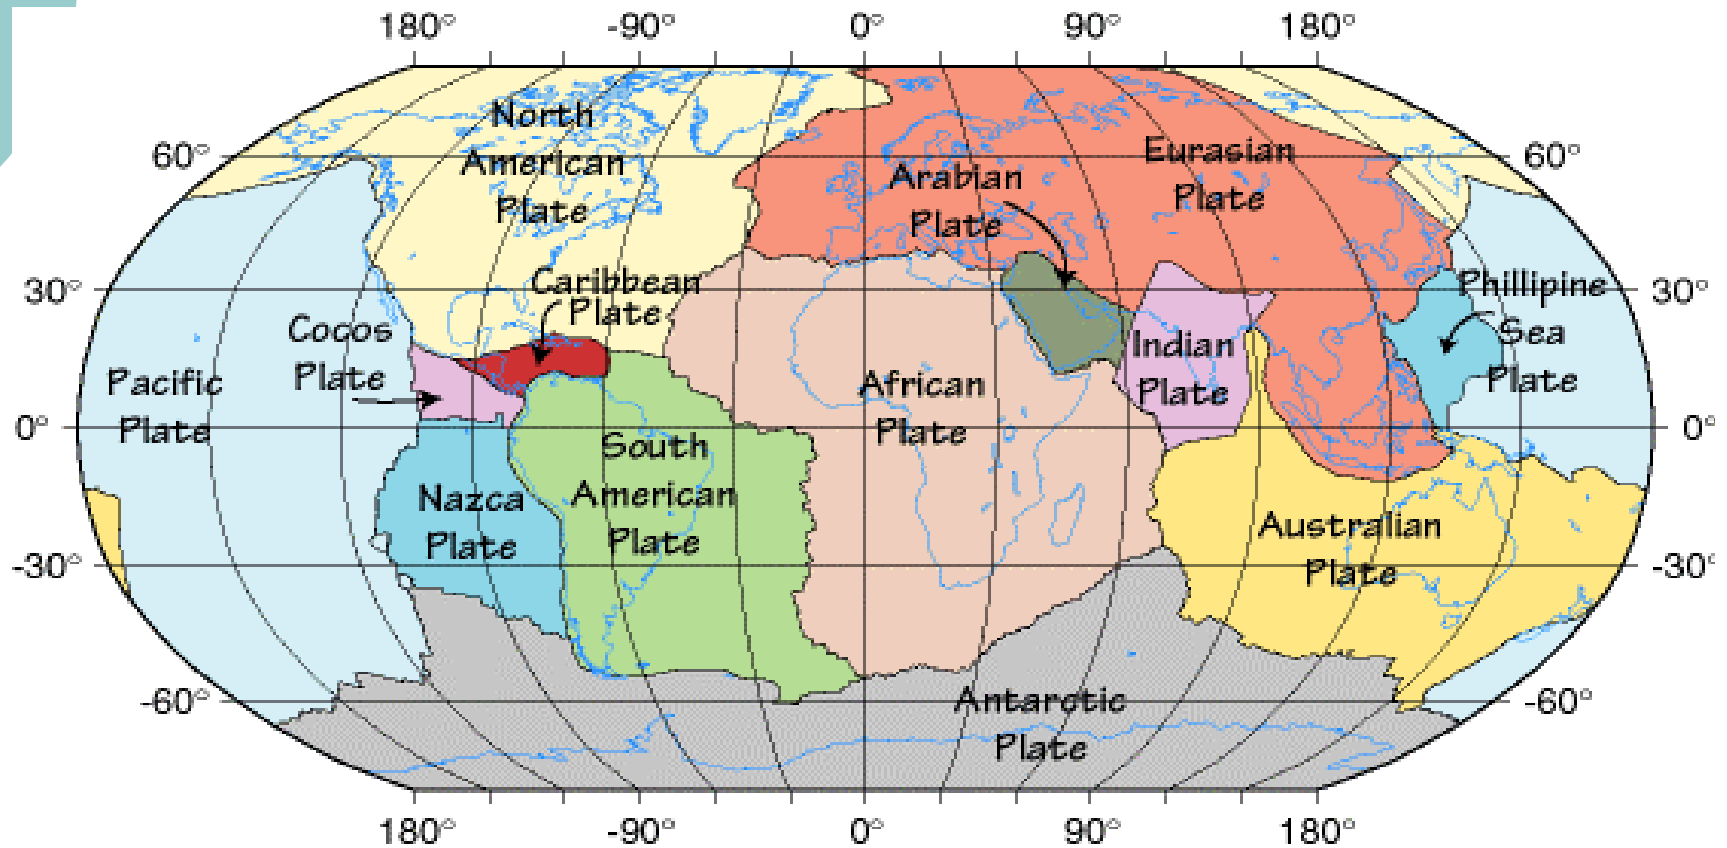 180° -90° 0° 90° 180°
North
American
Plate
60°
Eurasian
Plate
60°
Arabian
Plate
30°
Caribbean
Plate
30°
Phillipine
Sea
Plate
Cocos
Plate
Indian
Plate
Pacific
Plate
African
Plate
0°
0°
South
American
Plate
Nazca
Plate
Australian
Plate
-30°
-30°
-60°
Antarctic
Plate
-60°
180° -90° 0° 90° 180°